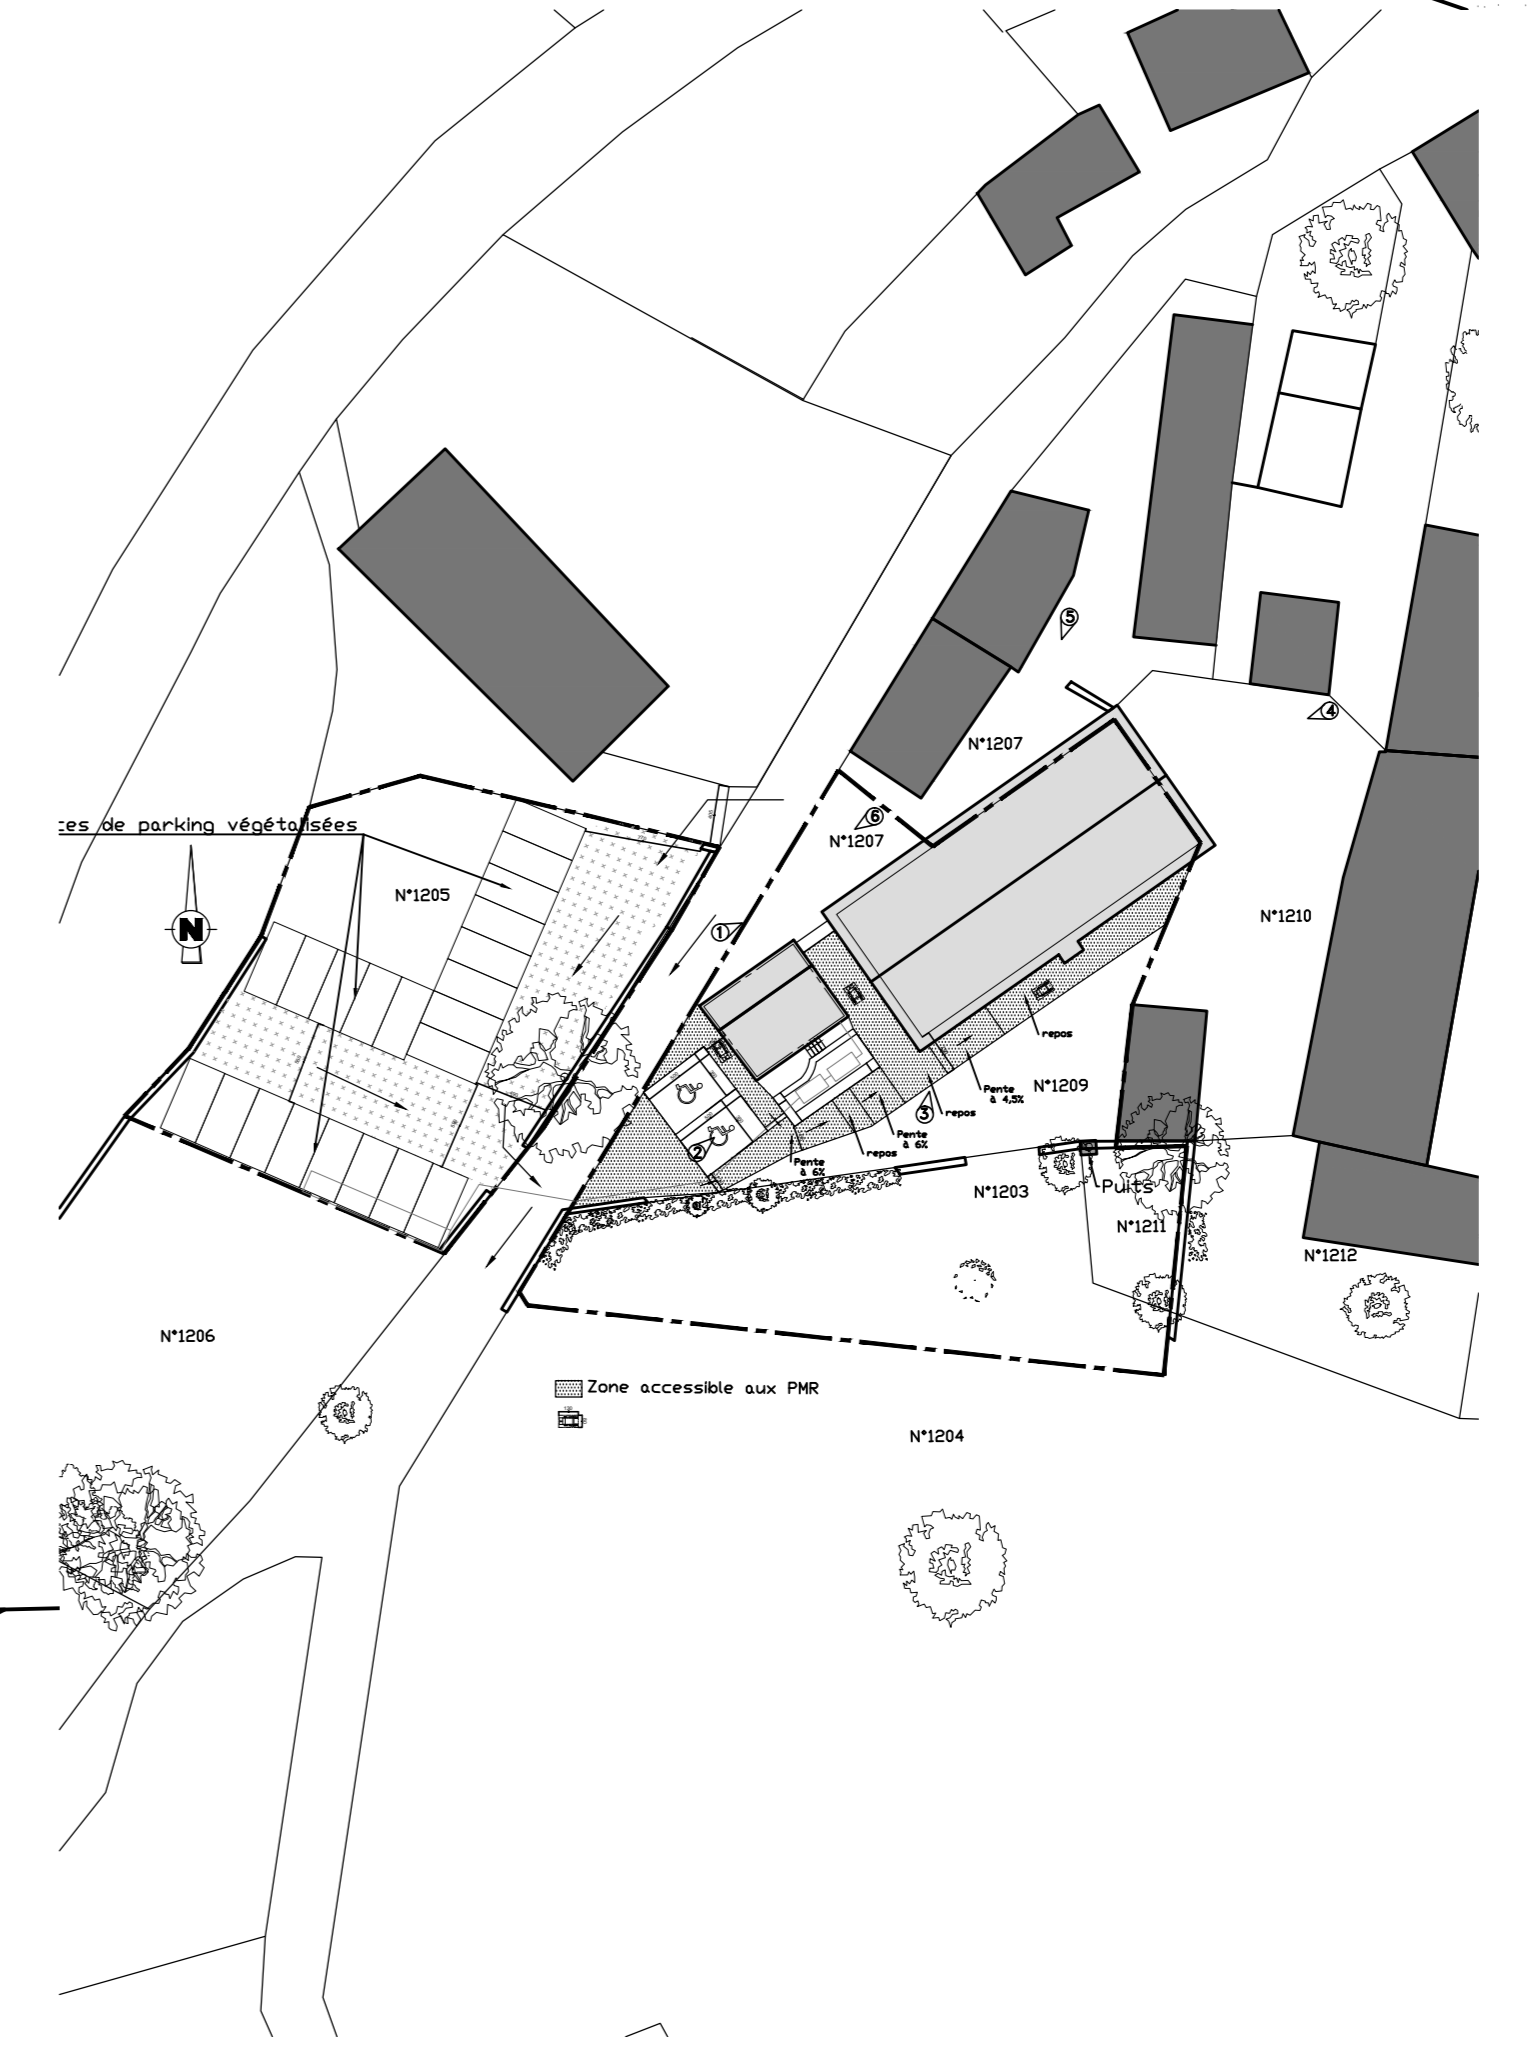 N°1207
ces de parking végétalisées
N°1207
N°1205
N
N°1210
1
2
3
4
5
6
repos
N°1209
Pente
à 4,5%
repos
Pente
à 6%
repos
Pente
à 6%
Puits
N°1203
N°1211
N°1212
N°1206
Zone accessible aux PMR
N°1204